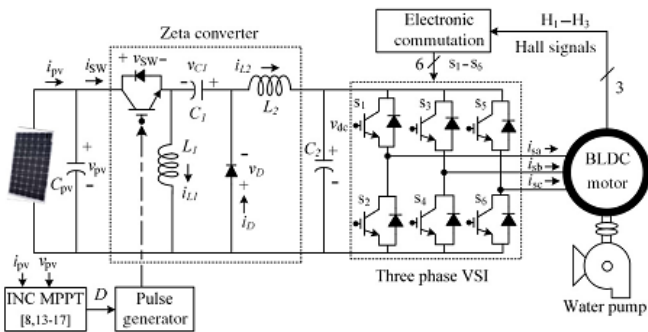 Zeta converter
Electronic
commutation
H1–H3
Hall signals
6
s1–s6
3
ipv
iSW
+ vSW –
vC1
– +
C1
iL2
L2
L1
iL1
Cpv
+
vpv
–
–
vD
+
iD
C2
+
–
vdc
s1
s3
s5
s2
s4
s6
isa
isb
isc
BLDC
motor
Three phase VSI
Water pump
ipv
vpv
INC MPPT
[8,13-17]
D
Pulse
generator